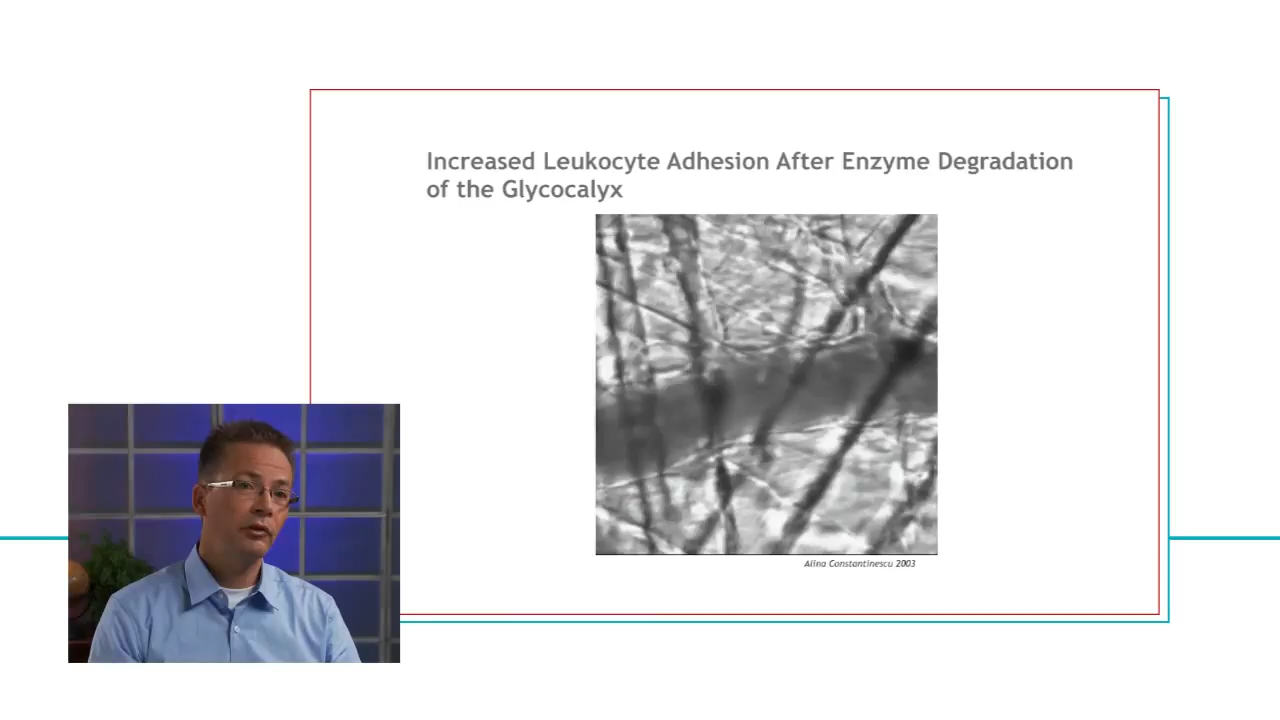 Increased Leukocyte Adhesion After Enzyme Degradation
of the Glycocalyx
Alina Constantinescu 2003